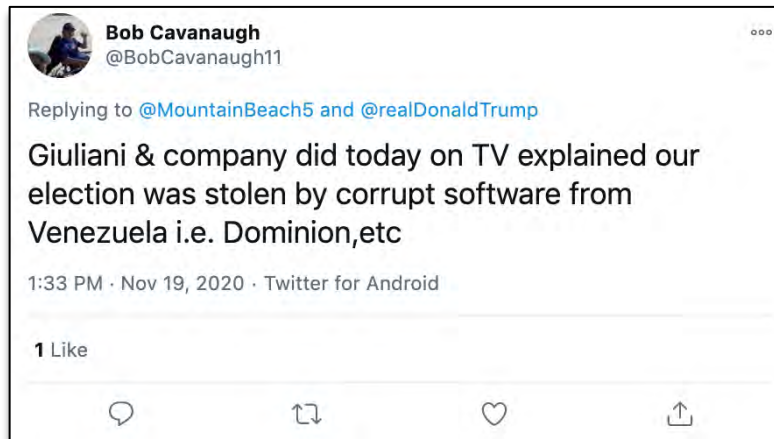 Bob Cavanaugh
@BobCavanaugh11
Replying to @MountainBeach5 and @realDonaldTrump
Giuliani & company did today on TV explained our
election was stolen by corrupt software from
Venezuela i.e. Dominion,etc
1:33 PM · Nov 19, 2020 · Twitter for Android
1 Like